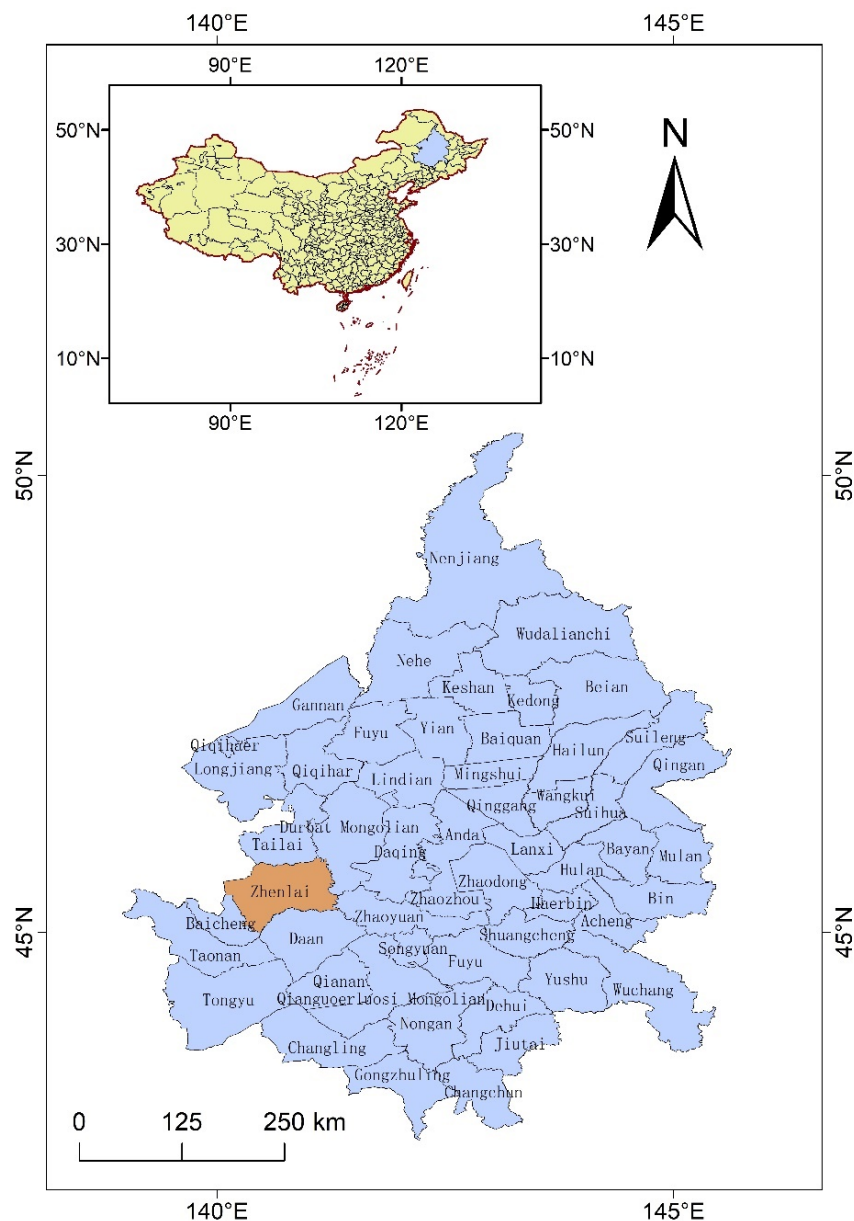 140°E 145°E
90°E 120°E
50°N 50°N
N
30°N 30°N
10°N 10°N
90°E 120°E
50°N 50°N
Nenjiang
Wudalianchi
Nehe
Keshan Kedong Beian
Gannan
Fuyu Yian Baiquan Hailun Suileng
Qiqihaer
Longjiang Qiqihar Lindian Mingshui Qingan
Qinggang Wangkui Suihua
Durbat Mongolian
Tailai Daqing Anda Lanxi Bayan Mulan
Zhaodong Hulan
Zhenlai Zhaozhou Haerbin Bin
Baicheng Zhaoyuan Acheng
45°N 45°N
Taonan Daan Songyuan Shuangcheng
Fuyu
Tongyu Qianan Yushu Wuchang
Qianguoerluosi Mongolian Dehui
Nongan
Changling Jiutai
Gongzhuling
Changchun
0 125 250 km
140°E 145°E